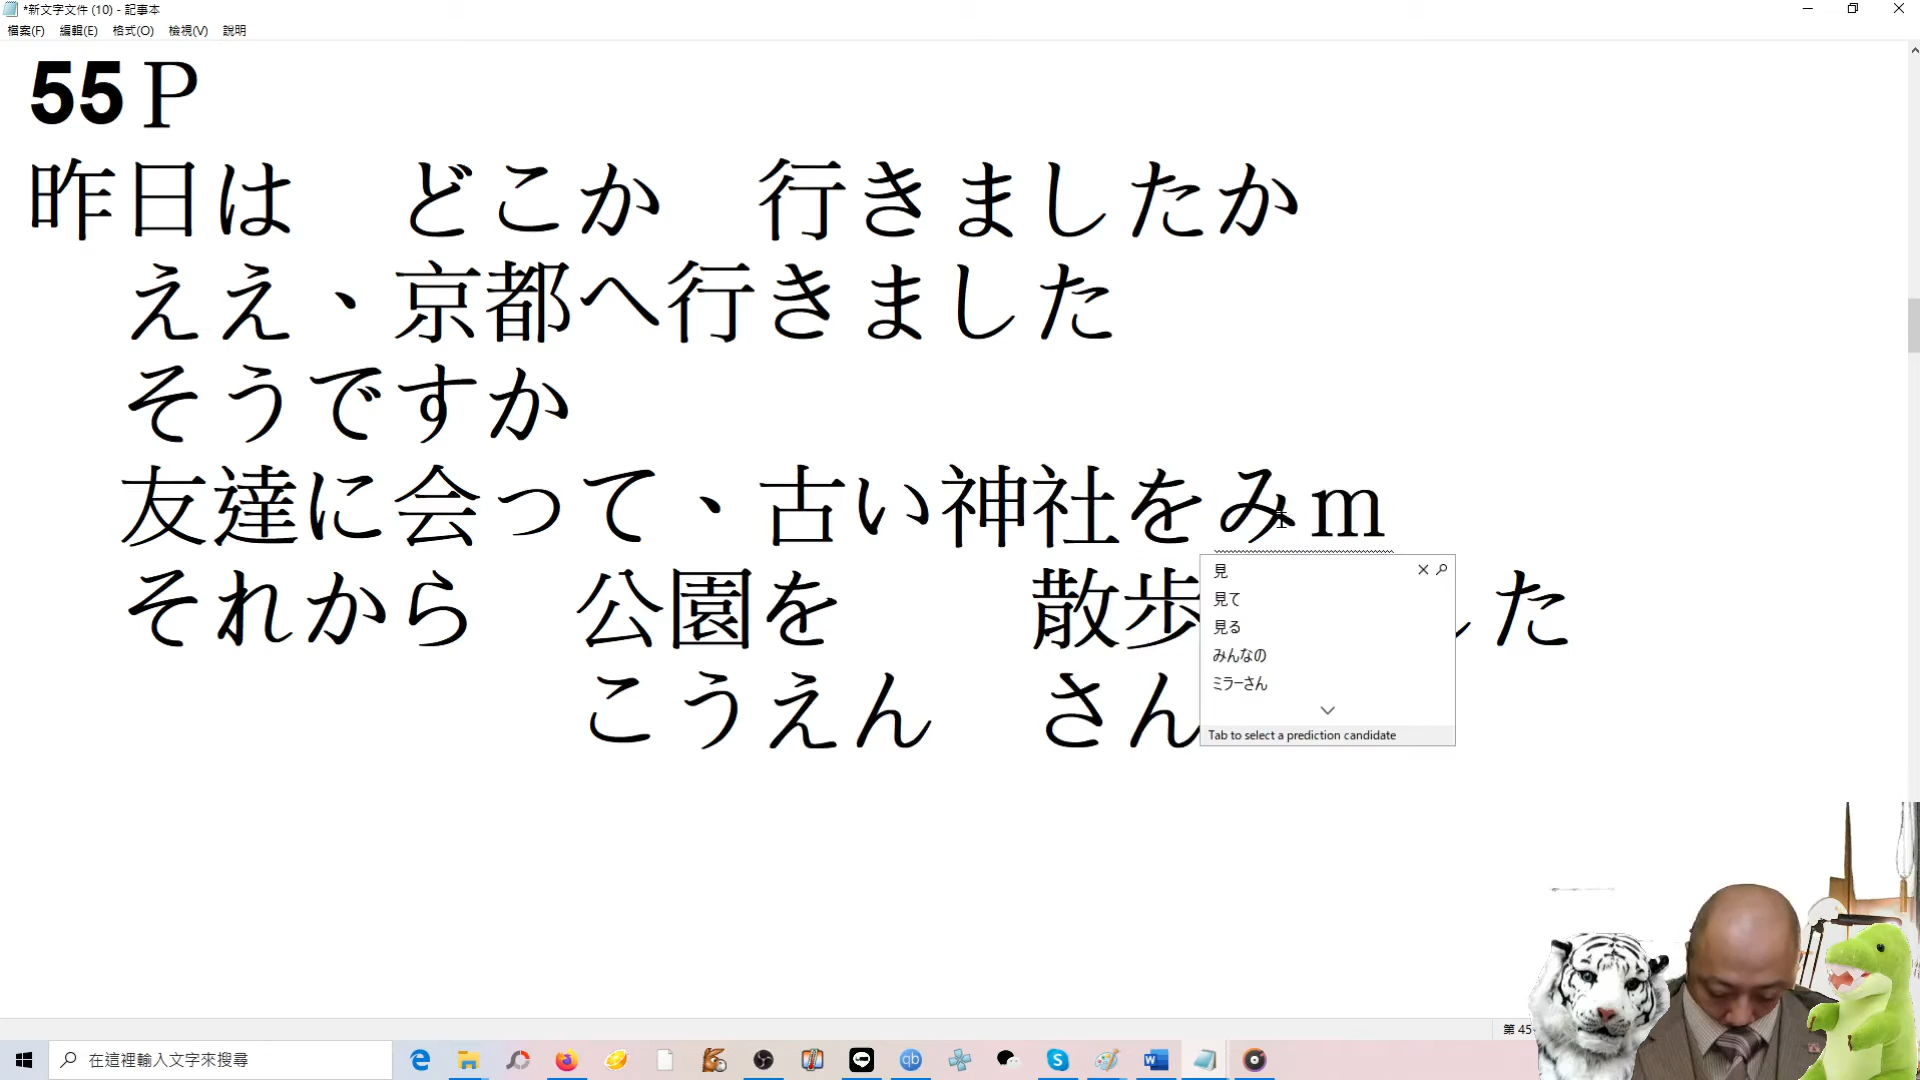 *新文字文件 (10) - 記事本
檔案(F) 編輯(E) 格式(O) 檢視(V) 說明
55Ｐ
昨日は　どこか　行きましたか
ええ、京都へ行きました
そうですか
友達に会って、古い神社をみｍ
それから　公園を　　散歩 した
こうえん　さん
見
見て
見る
みんなの
ミラーさん
Tab to select a prediction candidate
第 45
在這裡輸入文字來搜尋